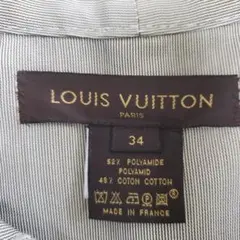 LOUIS VUITTON
PARIS
34
52% POLYAMIDE
POLYAMID
48% COTON COTTON
MADE IN FRANCE